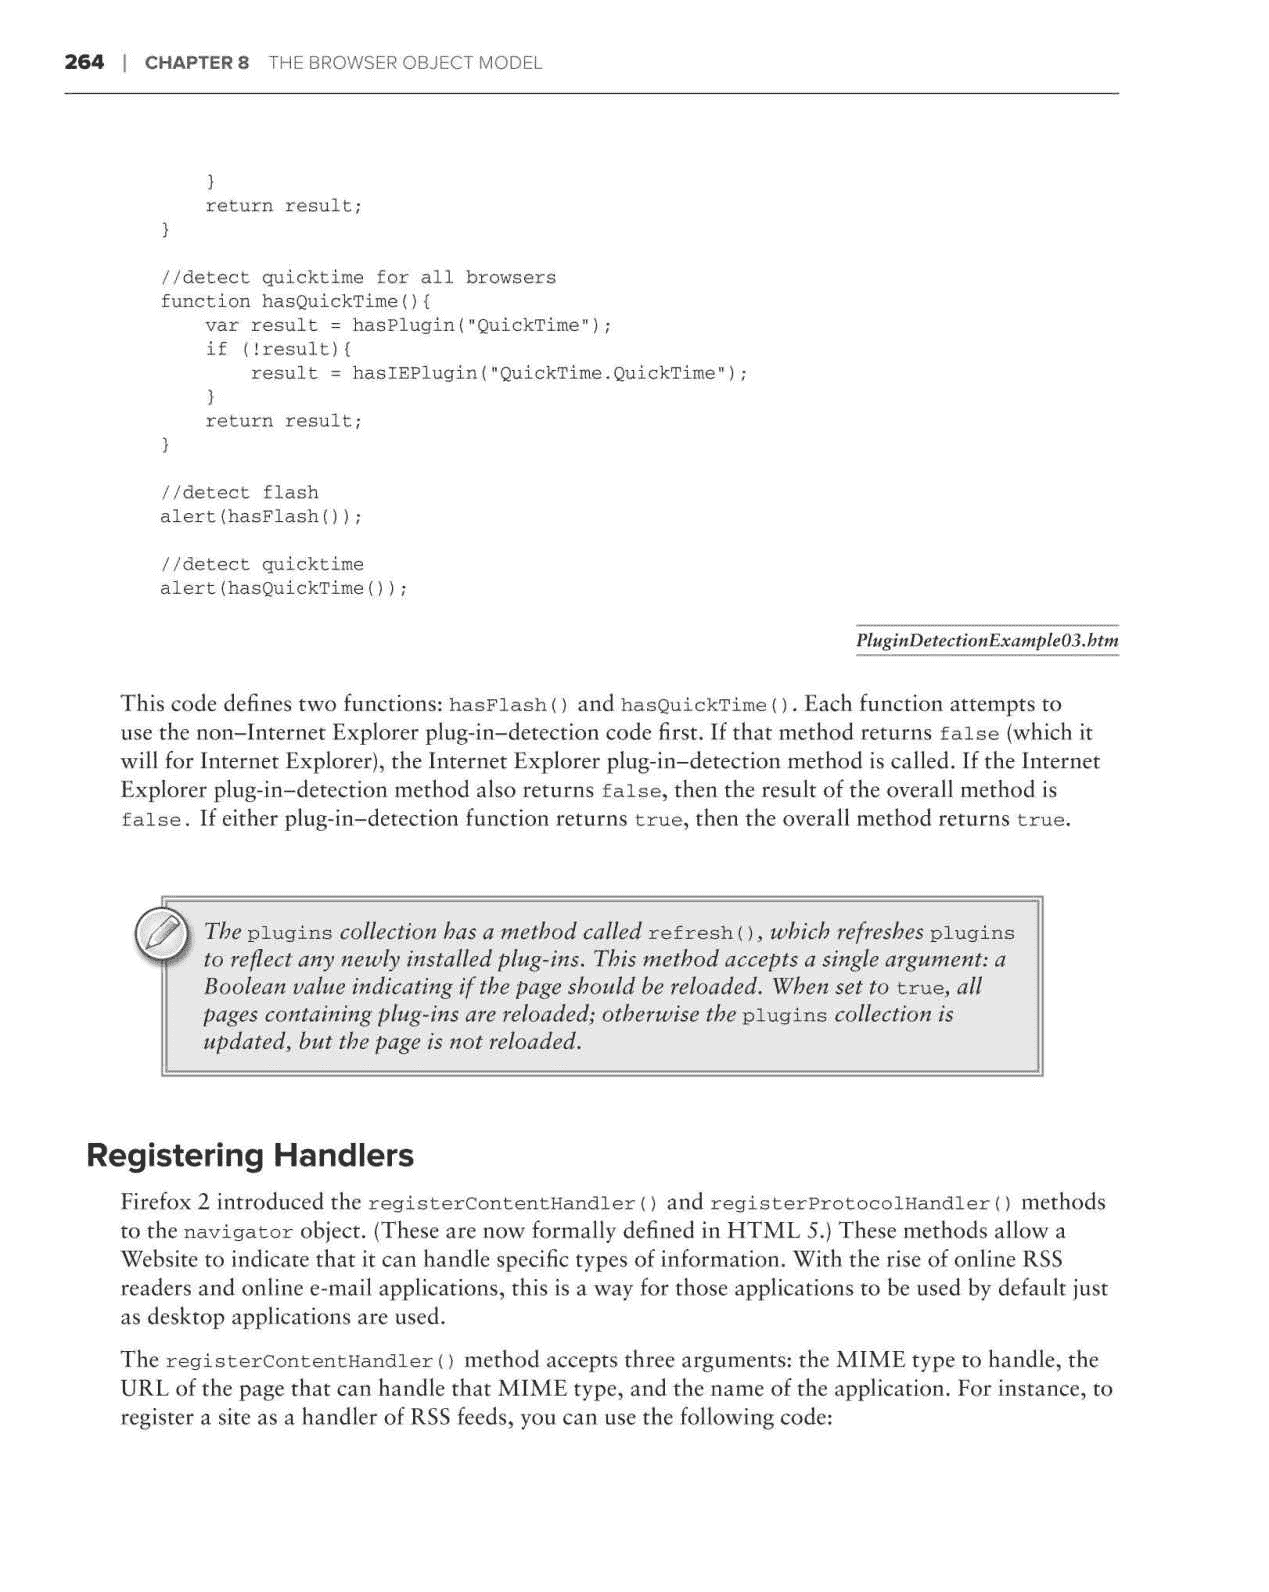 264 | CHAPTER 8 THE BROWSER OBJECT MODEL
}
return result;
}
//detect quicktime for all browsers
function hasQuickTime(){
var result = hasPlugin("QuickTime");
if (!result){
result = hasIEPlugin("QuickTime.QuickTime");
}
return result;
}
//detect flash
alert(hasFlash());
//detect quicktime
alert(hasQuickTime());
PluginDetectionExample03.htm
This code defines two functions: hasFlash() and hasQuickTime(). Each function attempts to
use the non–Internet Explorer plug-in–detection code first. If that method returns false (which it
will for Internet Explorer), the Internet Explorer plug-in–detection method is called. If the Internet
Explorer plug-in–detection method also returns false, then the result of the overall method is
false. If either plug-in–detection function returns true, then the overall method returns true.
The plugins collection has a method called refresh(), which refreshes plugins
to reflect any newly installed plug-ins. This method accepts a single argument: a
Boolean value indicating if the page should be reloaded. When set to true, all
pages containing plug-ins are reloaded; otherwise the plugins collection is
updated, but the page is not reloaded.
Registering Handlers
Firefox 2 introduced the registerContentHandler() and registerProtocolHandler() methods
to the navigator object. (These are now formally defined in HTML 5.) These methods allow a
Website to indicate that it can handle specific types of information. With the rise of online RSS
readers and online e-mail applications, this is a way for those applications to be used by default just
as desktop applications are used.
The registerContentHandler() method accepts three arguments: the MIME type to handle, the
URL of the page that can handle that MIME type, and the name of the application. For instance, to
register a site as a handler of RSS feeds, you can use the following code: